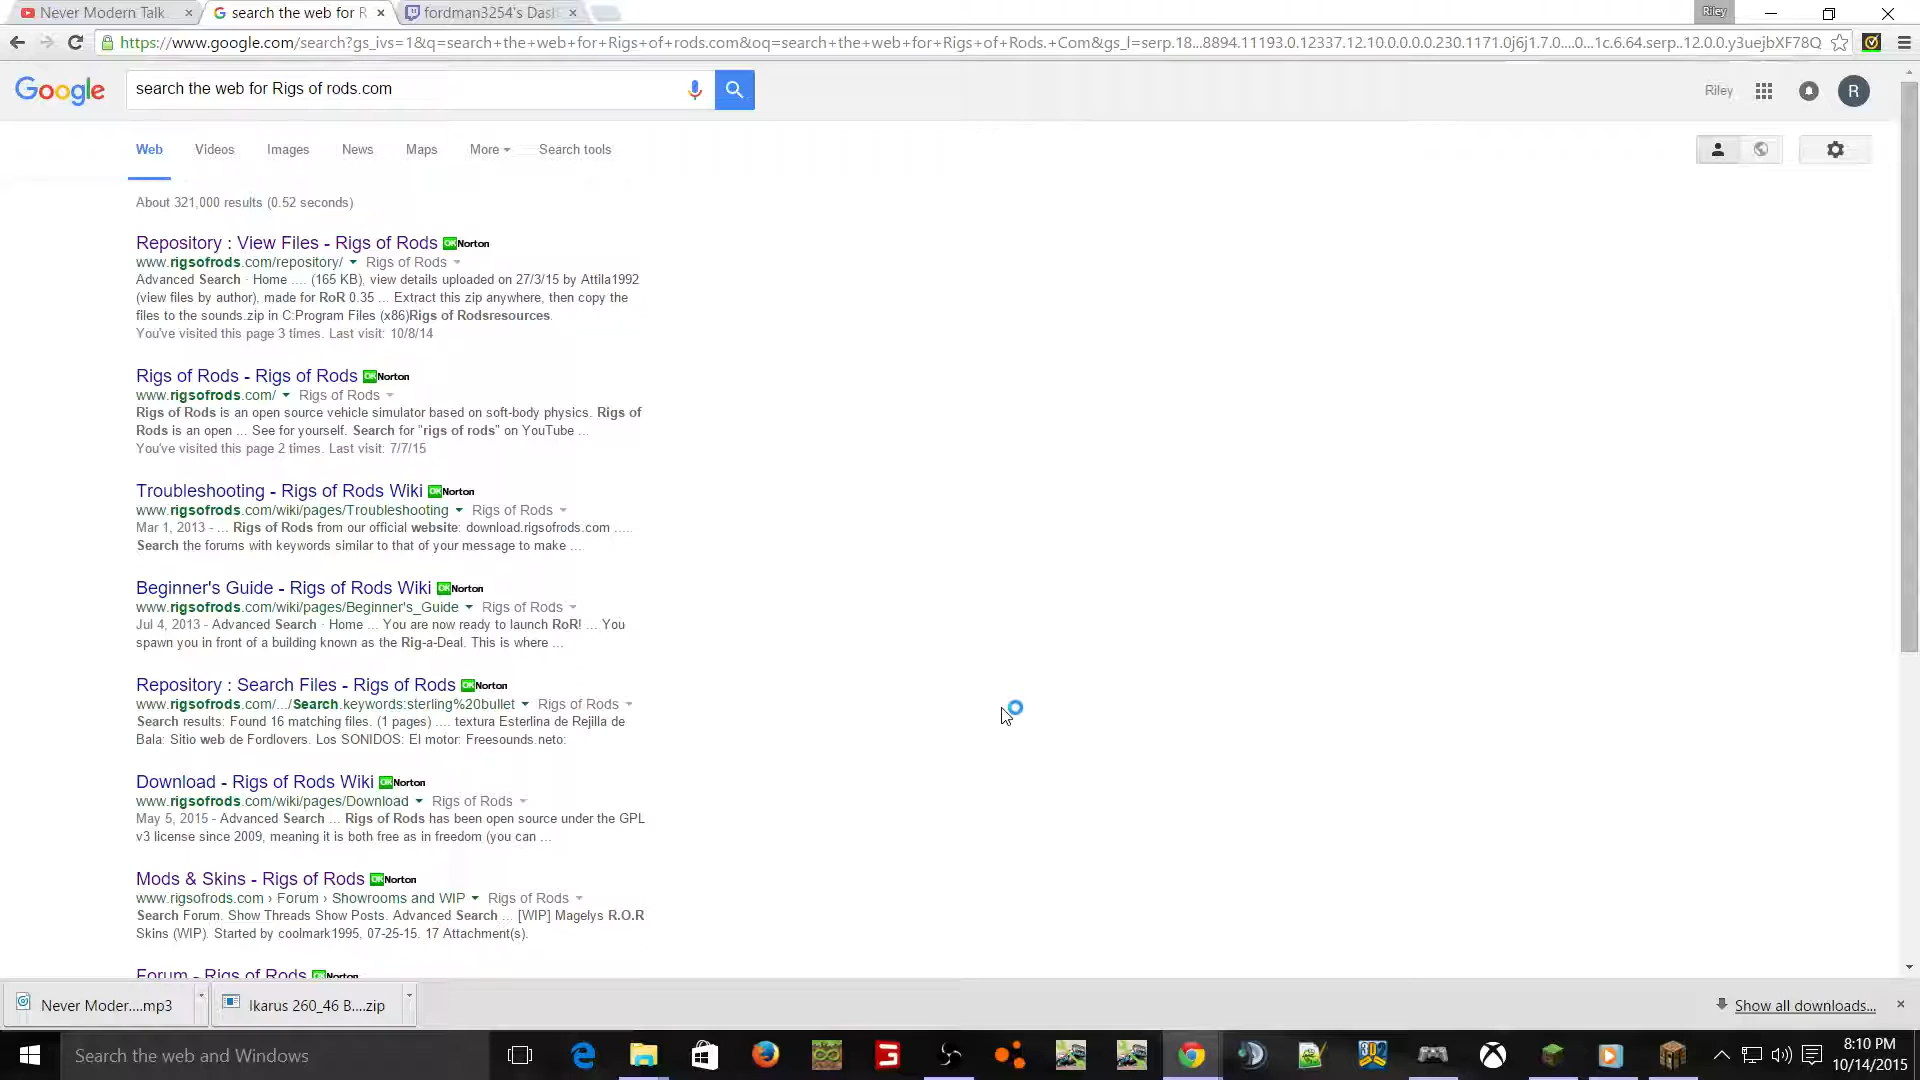 Never Modern Talk
search the web for R
fordman3254's Dasl
Riley
https://www.google.com/search?gs_ivs=1&q=search+the+web+for+Rigs+of+rods.com&oq=search+the+web+for+Rigs+of+Rods.+Com&gs_l=serp.18...8894.11193.0.12337.12.10.0.0.0.0.230.1171.0j6j1.7.0....0...1c.6.64.serp..12.0.0.y3uejbXF78Q
Google
search the web for Rigs of rods.com
Riley
R
Web
Videos
Images
News
Maps
More
Search tools
About 321,000 results (0.52 seconds)
Repository : View Files - Rigs of Rods OK Norton
www.rigsofrods.com/repository/ Rigs of Rods
Advanced Search · Home .... (165 KB), view details uploaded on 27/3/15 by Attila1992
(view files by author), made for RoR 0.35 ... Extract this zip anywhere, then copy the
files to the sounds.zip in C:Program Files (x86)Rigs of Rodsresources.
You've visited this page 3 times. Last visit: 10/8/14
Rigs of Rods - Rigs of Rods OK Norton
www.rigsofrods.com/ Rigs of Rods
Rigs of Rods is an open source vehicle simulator based on soft-body physics. Rigs of
Rods is an open ... See for yourself. Search for "rigs of rods" on YouTube ...
You've visited this page 2 times. Last visit: 7/7/15
Troubleshooting - Rigs of Rods Wiki OK Norton
www.rigsofrods.com/wiki/pages/Troubleshooting Rigs of Rods
Mar 1, 2013 - ... Rigs of Rods from our official website: download.rigsofrods.com ....
Search the forums with keywords similar to that of your message to make ...
Beginner's Guide - Rigs of Rods Wiki OK Norton
www.rigsofrods.com/wiki/pages/Beginner's_Guide Rigs of Rods
Jul 4, 2013 - Advanced Search · Home ... You are now ready to launch RoR! ... You
spawn you in front of a building known as the Rig-a-Deal. This is where ...
Repository : Search Files - Rigs of Rods OK Norton
www.rigsofrods.com/.../Search.keywords:sterling%20bullet Rigs of Rods
Search results: Found 16 matching files. (1 pages) .... textura Esterlina de Rejilla de
Bala: Sitio web de Fordlovers. Los SONIDOS: El motor: Freesounds.neto:
Download - Rigs of Rods Wiki OK Norton
www.rigsofrods.com/wiki/pages/Download Rigs of Rods
May 5, 2015 - Advanced Search ... Rigs of Rods has been open source under the GPL
v3 license since 2009, meaning it is both free as in freedom (you can ...
Mods & Skins - Rigs of Rods OK Norton
www.rigsofrods.com › Forum › Showrooms and WIP Rigs of Rods
Search Forum. Show Threads Show Posts. Advanced Search ... [WIP] Magelys R.O.R
Skins (WIP). Started by coolmark1995, 07-25-15. 17 Attachment(s).
Forum - Rigs of Rods OK Norton
Never Moder....mp3
Ikarus 260_46 B....zip
Show all downloads...
Search the web and Windows
8:10 PM
10/14/2015